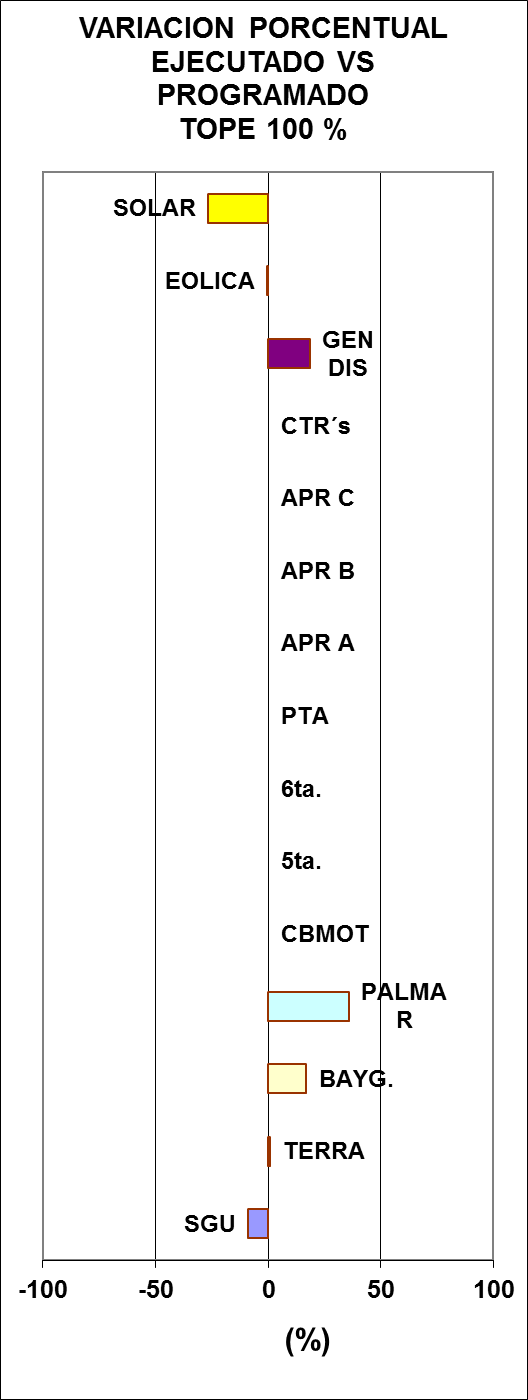 VARIACION PORCENTUAL
EJECUTADO VS
PROGRAMADO
TOPE 100 %
SOLAR
EOLICA
GEN
DIS
CTR´s
APR C
APR B
APR A
PTA
6ta.
5ta.
CBMOT
PALMA
R
BAYG.
TERRA
SGU
-100
-50
0
50
100
(%)